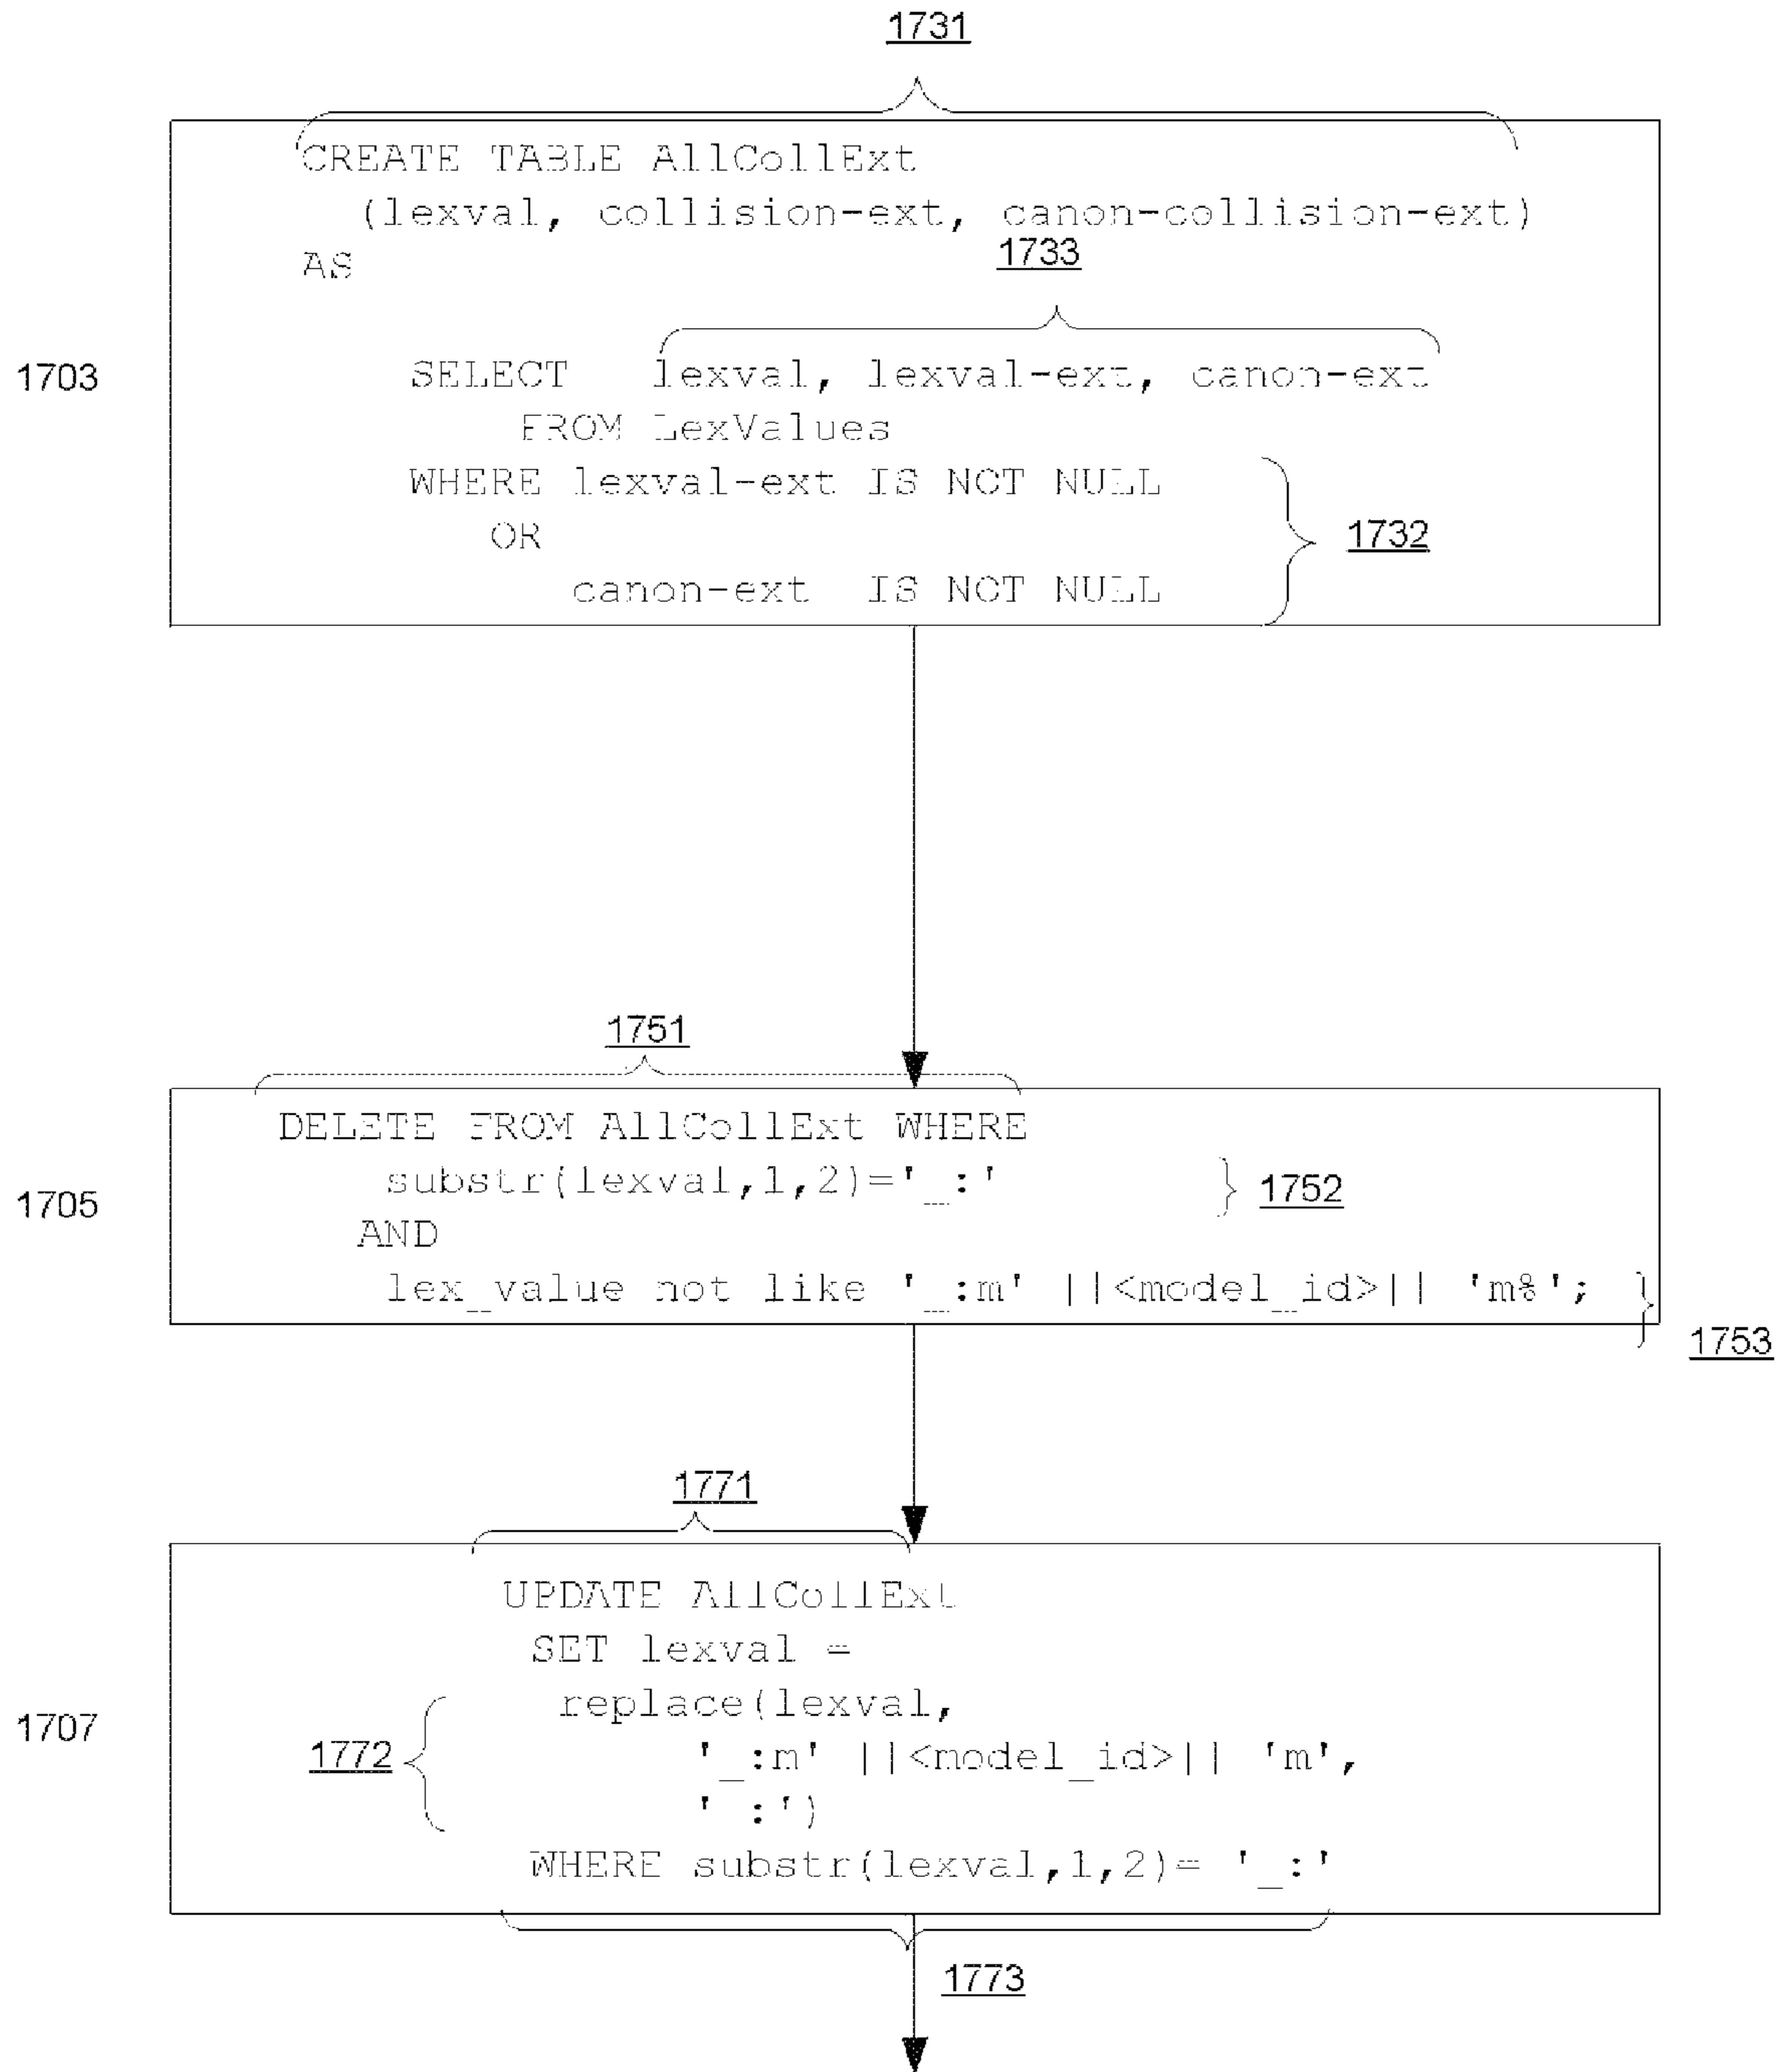 1731
CREATE TABLE AllCollExt
(lexval, collision-ext, canon-collision-ext)
AS
1733
1703
SELECT lexval, lexval-ext, canon-ext
FROM LexValues
WHERE lexval-ext IS NOT NULL
OR
1732
canon-ext IS NOT NULL
1751
DELETE FROM AllCollExt WHERE
1705
substr(lexval,1,2)='_:'
1752
AND
lex_value not like '_:m' ||<model_id>|| 'm%';
1753
1771
UPDATE AllCollExt
SET lexval =
1707
replace(lexval,
1772
'_:m' ||<model_id>|| 'm',
'_:')
WHERE substr(lexval,1,2)= '_:'
1773